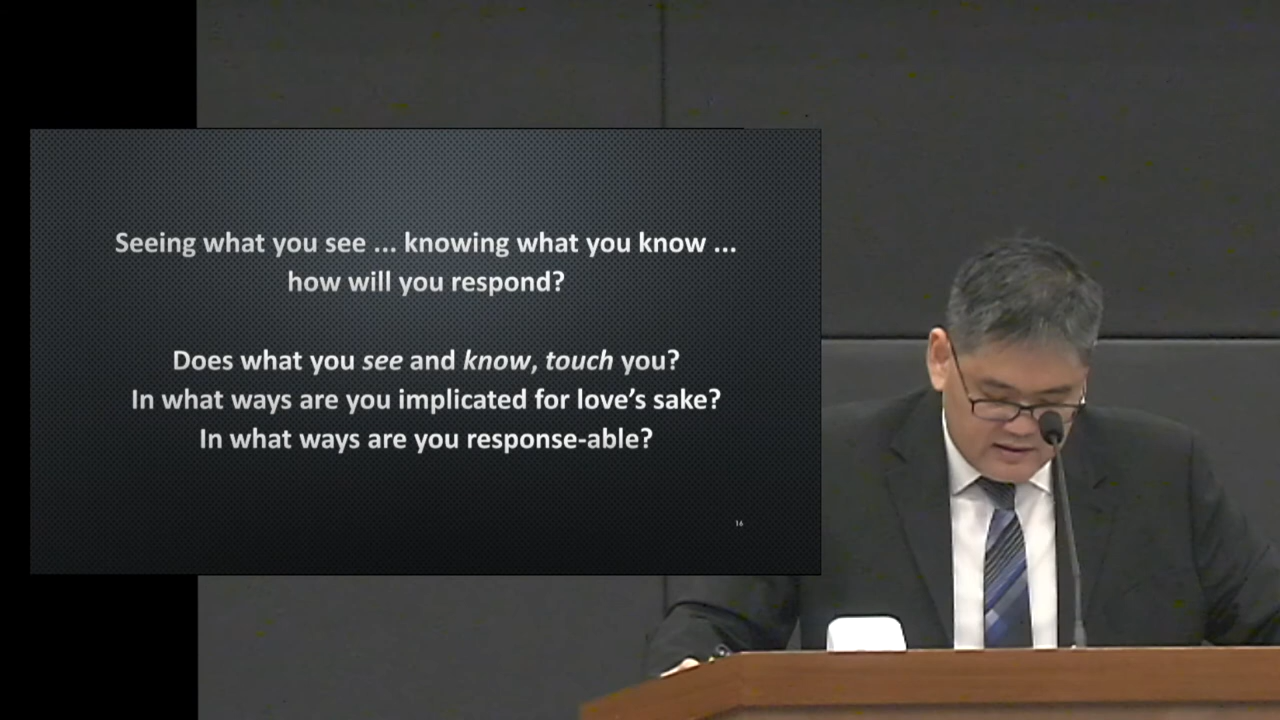 Seeing what you see ... knowing what you know ...
how will you respond?
Does what you see and know, touch you?
In what ways are you implicated for love’s sake?
In what ways are you response-able?
16